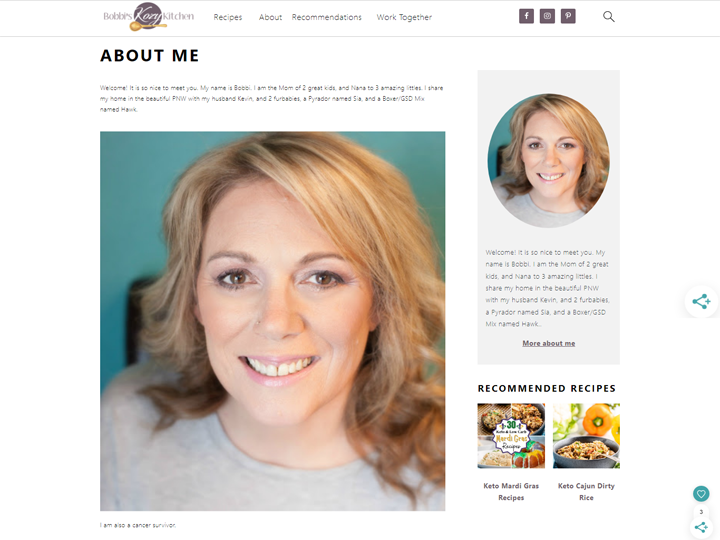 Bobbi's Kozy Kitchen
Recipes
About
Recommendations
Work Together
ABOUT ME
Welcome! It is so nice to meet you. My name is Bobbi. I am the Mom of 2 great kids, and Nana to 3 amazing littles. I share
my home in the beautiful PNW with my husband Kevin, and 2 furbabies, a Pyrador named Sia, and a Boxer/GSD Mix
named Hawk.
I am also a cancer survivor.
Welcome! It is so nice to meet you. My
name is Bobbi. I am the Mom of 2 great
kids, and Nana to 3 amazing littles. I
share my home in the beautiful PNW
with my husband Kevin, and 2 furbabies,
a Pyrador named Sia, and a Boxer/GSD
Mix named Hawk..
More about me
RECOMMENDED RECIPES
30
Keto & Low Carb
Mardi Gras
Recipes
Keto Mardi Gras
Recipes
Keto Cajun Dirty
Rice
3